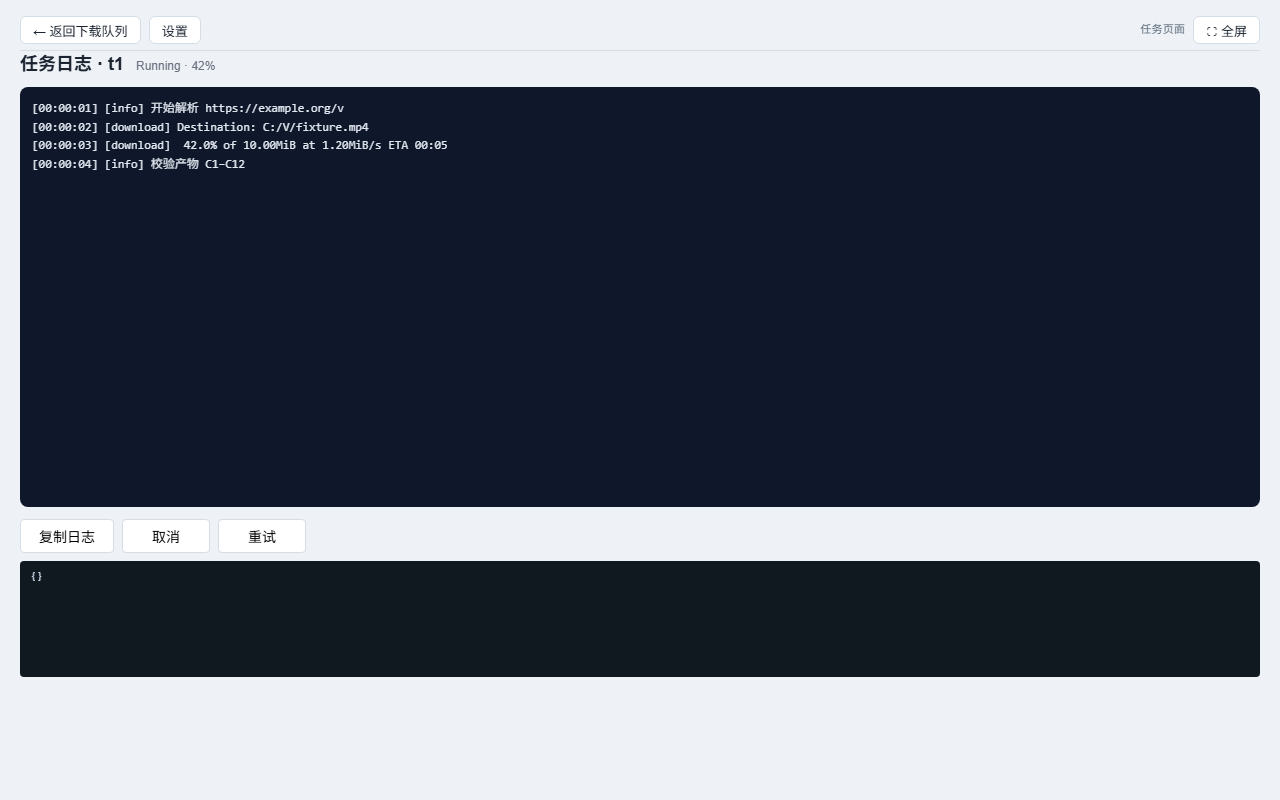 ← 返回下载队列 设置 任务页面 ⛶ 全屏
任务日志 · t1 Running · 42%
[00:00:01] [info] 开始解析 https://example.org/v
[00:00:02] [download] Destination: C:/V/fixture.mp4
[00:00:03] [download]  42.0% of 10.00MiB at 1.20MiB/s ETA 00:05
[00:00:04] [info] 校验产物 C1–C12
复制日志 取消 重试
{}